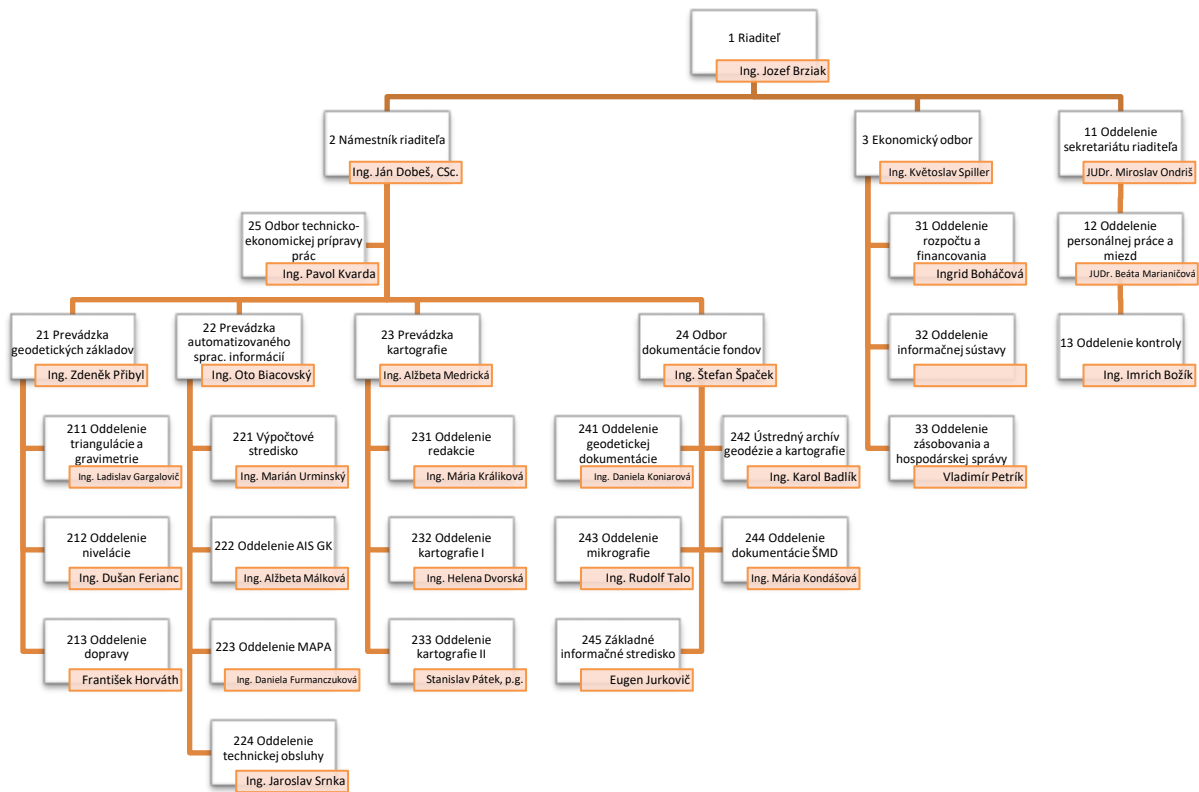 1 Riaditeľ
Ing. Jozef Brziak
2 Námestník riaditeľa
Ing. Ján Dobeš, CSc.
3 Ekonomický odbor
Ing. Květoslav Spiller
11 Oddelenie
sekretariátu riaditeľa
JUDr. Miroslav Ondriš
25 Odbor technicko-
ekonomickej prípravy
prác
Ing. Pavol Kvarda
31 Oddelenie
rozpočtu a
financovania
Ingrid Boháčová
12 Oddelenie
personálnej práce a
miezd
JUDr. Beáta Marianičová
21 Prevádzka
geodetických základov
Ing. Zdeněk Přibyl
22 Prevádzka
automatizovaného
sprac. informácií
Ing. Oto Biacovský
23 Prevádzka
kartografie
Ing. Alžbeta Medrická
24 Odbor
dokumentácie fondov
Ing. Štefan Špaček
32 Oddelenie
informačnej sústavy
13 Oddelenie kontroly
Ing. Imrich Božík
211 Oddelenie
triangulácie a
gravimetrie
Ing. Ladislav Gargalovič
221 Výpočtové
stredisko
Ing. Marián Urminský
231 Oddelenie
redakcie
Ing. Mária Králiková
241 Oddelenie
geodetickej
dokumentácie
Ing. Daniela Koniarová
242 Ústredný archív
geodézie a kartografie
Ing. Karol Badlík
33 Oddelenie
zásobovania a
hospodárskej správy
Vladimír Petrík
212 Oddelenie
nivelácie
Ing. Dušan Ferianc
222 Oddelenie AIS GK
Ing. Alžbeta Málková
232 Oddelenie
kartografie I
Ing. Helena Dvorská
243 Oddelenie
mikrografie
Ing. Rudolf Talo
244 Oddelenie
dokumentácie ŠMD
Ing. Mária Kondášová
213 Oddelenie
dopravy
František Horváth
223 Oddelenie MAPA
Ing. Daniela Furmanczuková
233 Oddelenie
kartografie II
Stanislav Pátek, p.g.
245 Základné
informačné stredisko
Eugen Jurkovič
224 Oddelenie
technickej obsluhy
Ing. Jaroslav Srnka